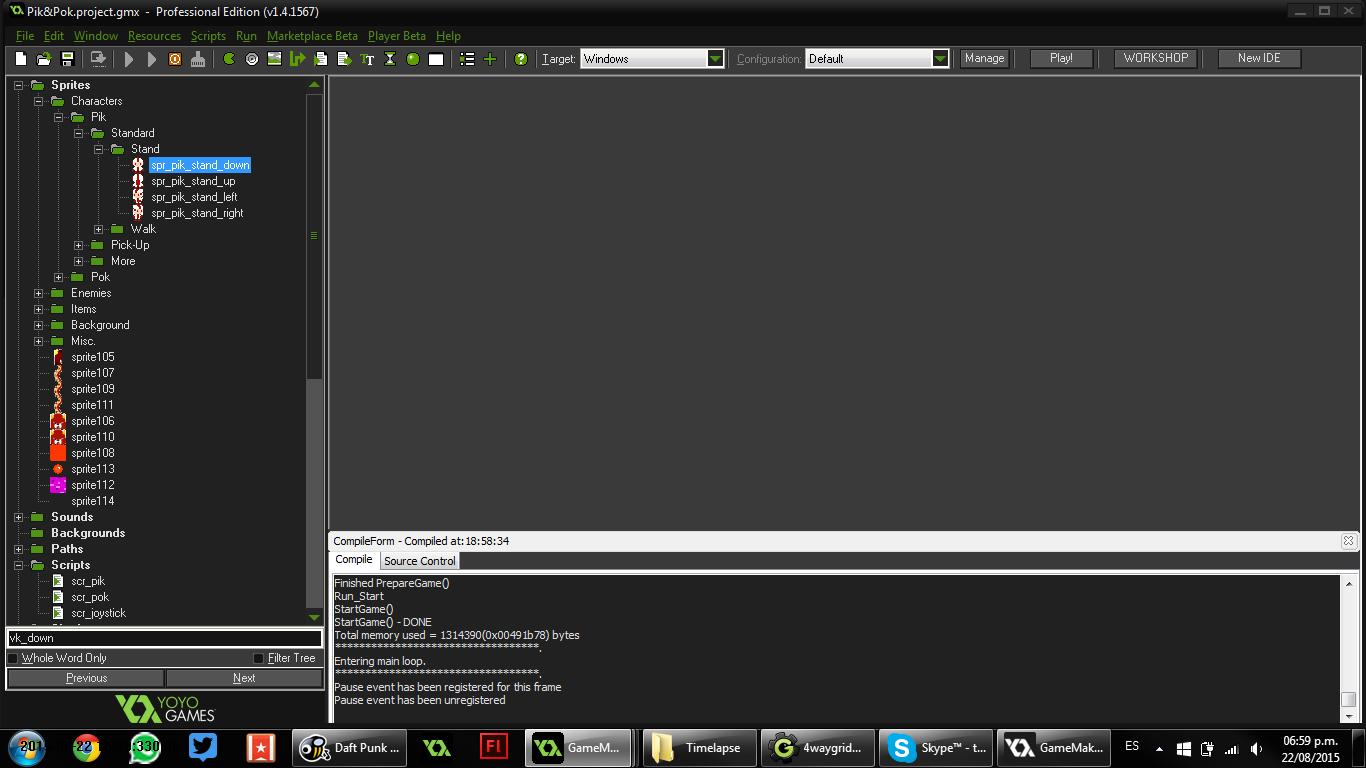 Pik&Pok.project.gmx - Professional Edition (v1.4.1567)
File Edit Window Resources Scripts Run Marketplace Beta Player Beta Help
Target: Windows Configuration: Default Manage Play! WORKSHOP New IDE
Sprites
Characters
Pik
Standard
Stand
spr_pik_stand_down
spr_pik_stand_up
spr_pik_stand_left
spr_pik_stand_right
Walk
Pick-Up
More
Pok
Enemies
Items
Background
Misc.
sprite105
sprite107
sprite109
sprite111
sprite106
sprite110
sprite108
sprite113
sprite112
sprite114
Sounds
Backgrounds
Paths
Scripts
scr_pik
scr_pok
scr_joystick
vk_down
Whole Word Only Filter Tree
Previous Next
YOYO
GAMES™
CompileForm - Compiled at:18:58:34
Compile Source Control
Finished PrepareGame()
Run_Start
StartGame()
StartGame() - DONE
Total memory used = 1314390(0x00491b78) bytes
**********************************.
Entering main loop.
**********************************.
Pause event has been registered for this frame
Pause event has been unregistered
-201 -22 :330 Daft Punk ... Fl GameM... Timelapse 4waygrid... Skype™ - t... GameMak... ES 06:59 p.m.
22/08/2015